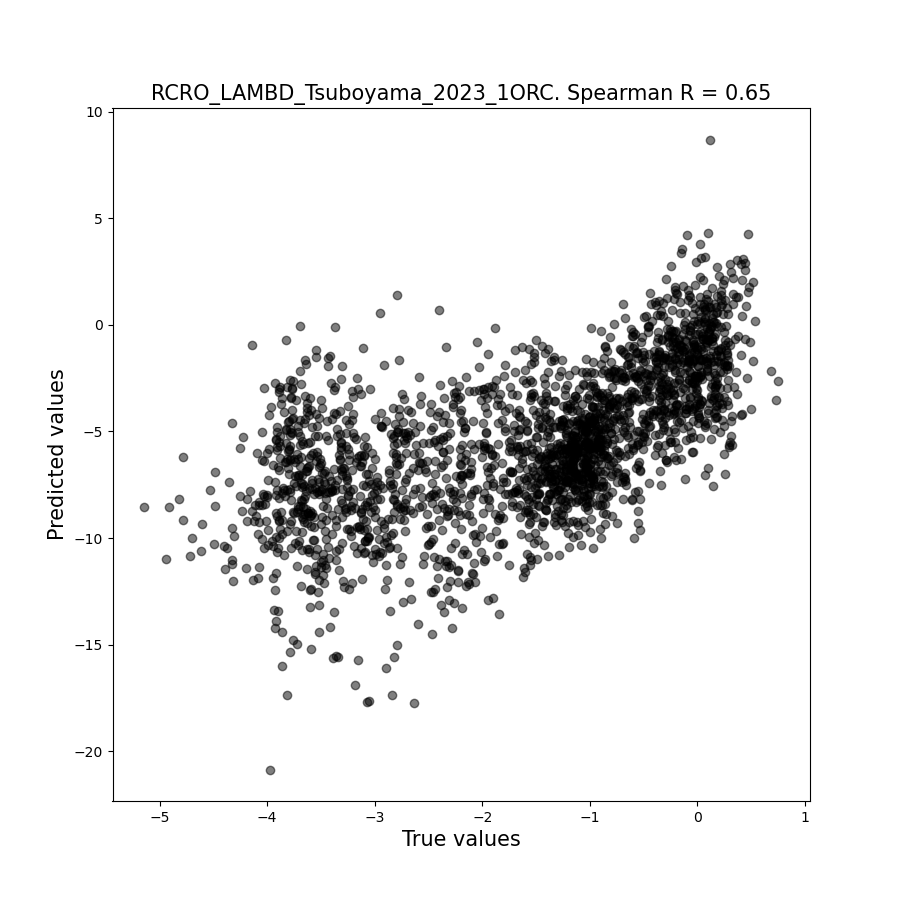 RCRO_LAMBD_Tsuboyama_2023_1ORC. Spearman R = 0.65
10
5
0
−5
−10
−15
−20
Predicted values
−5 −4 −3 −2 −1 0 1
True values